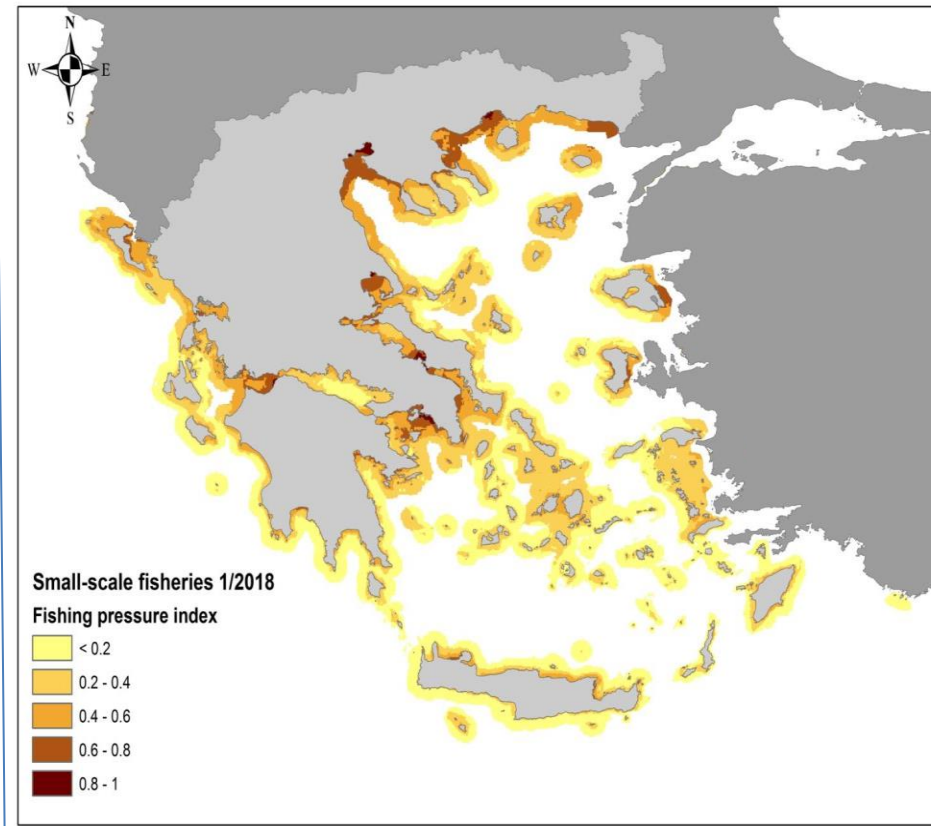 N
W E
S
Small-scale fisheries 1/2018
Fishing pressure index
< 0.2
0.2 - 0.4
0.4 - 0.6
0.6 - 0.8
0.8 - 1